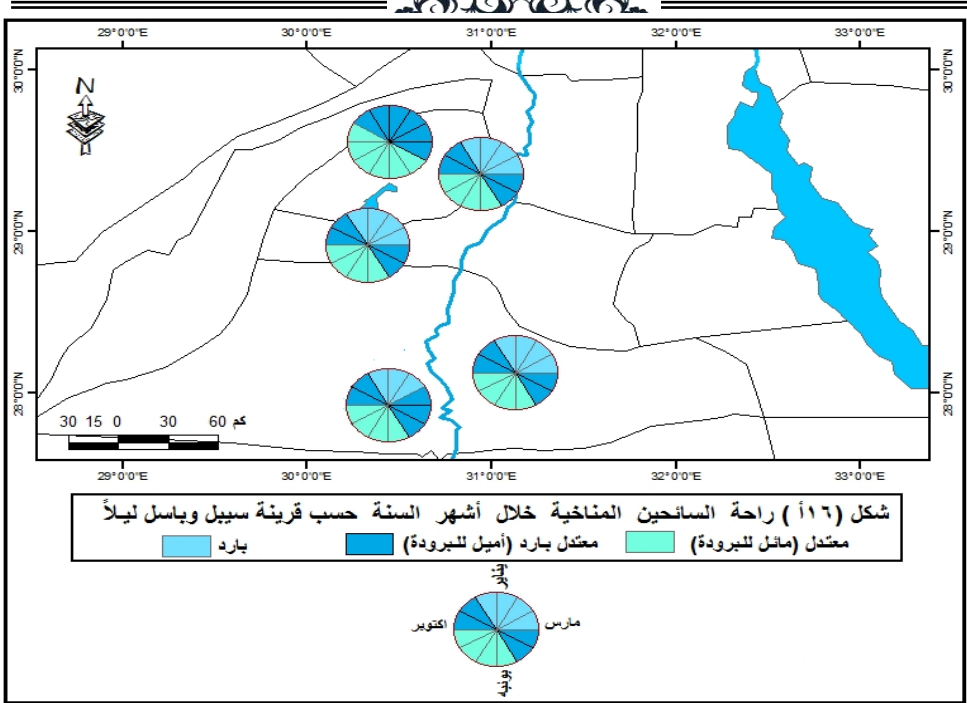 29°0'0"E 30°0'0"E 31°0'0"E 32°0'0"E 33°0'0"E
30°0'0"N 30°0'0"N
N
29°0'0"N 29°0'0"N
28°0'0"N 28°0'0"N
30 15 0 30 60 كم
29°0'0"E 30°0'0"E 31°0'0"E 32°0'0"E 33°0'0"E
شكل (١٦أ ) راحة السائحين المناخية خلال أشهر السنة حسب قرينة سيبل وباسل ليلاً
معتدل (مائل للبرودة) معتدل بارد (أميل للبرودة) بارد
يناير
مارس اكتوبر
يونيه